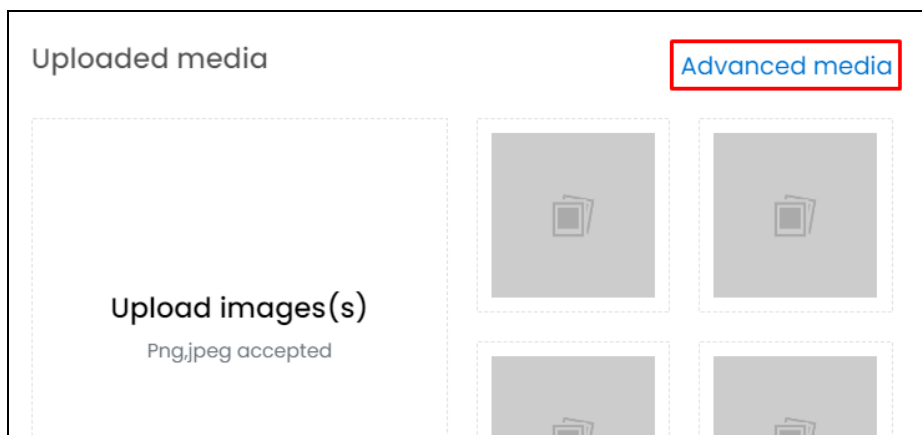 Uploaded media
Advanced media
Upload images(s)
Png,jpeg accepted